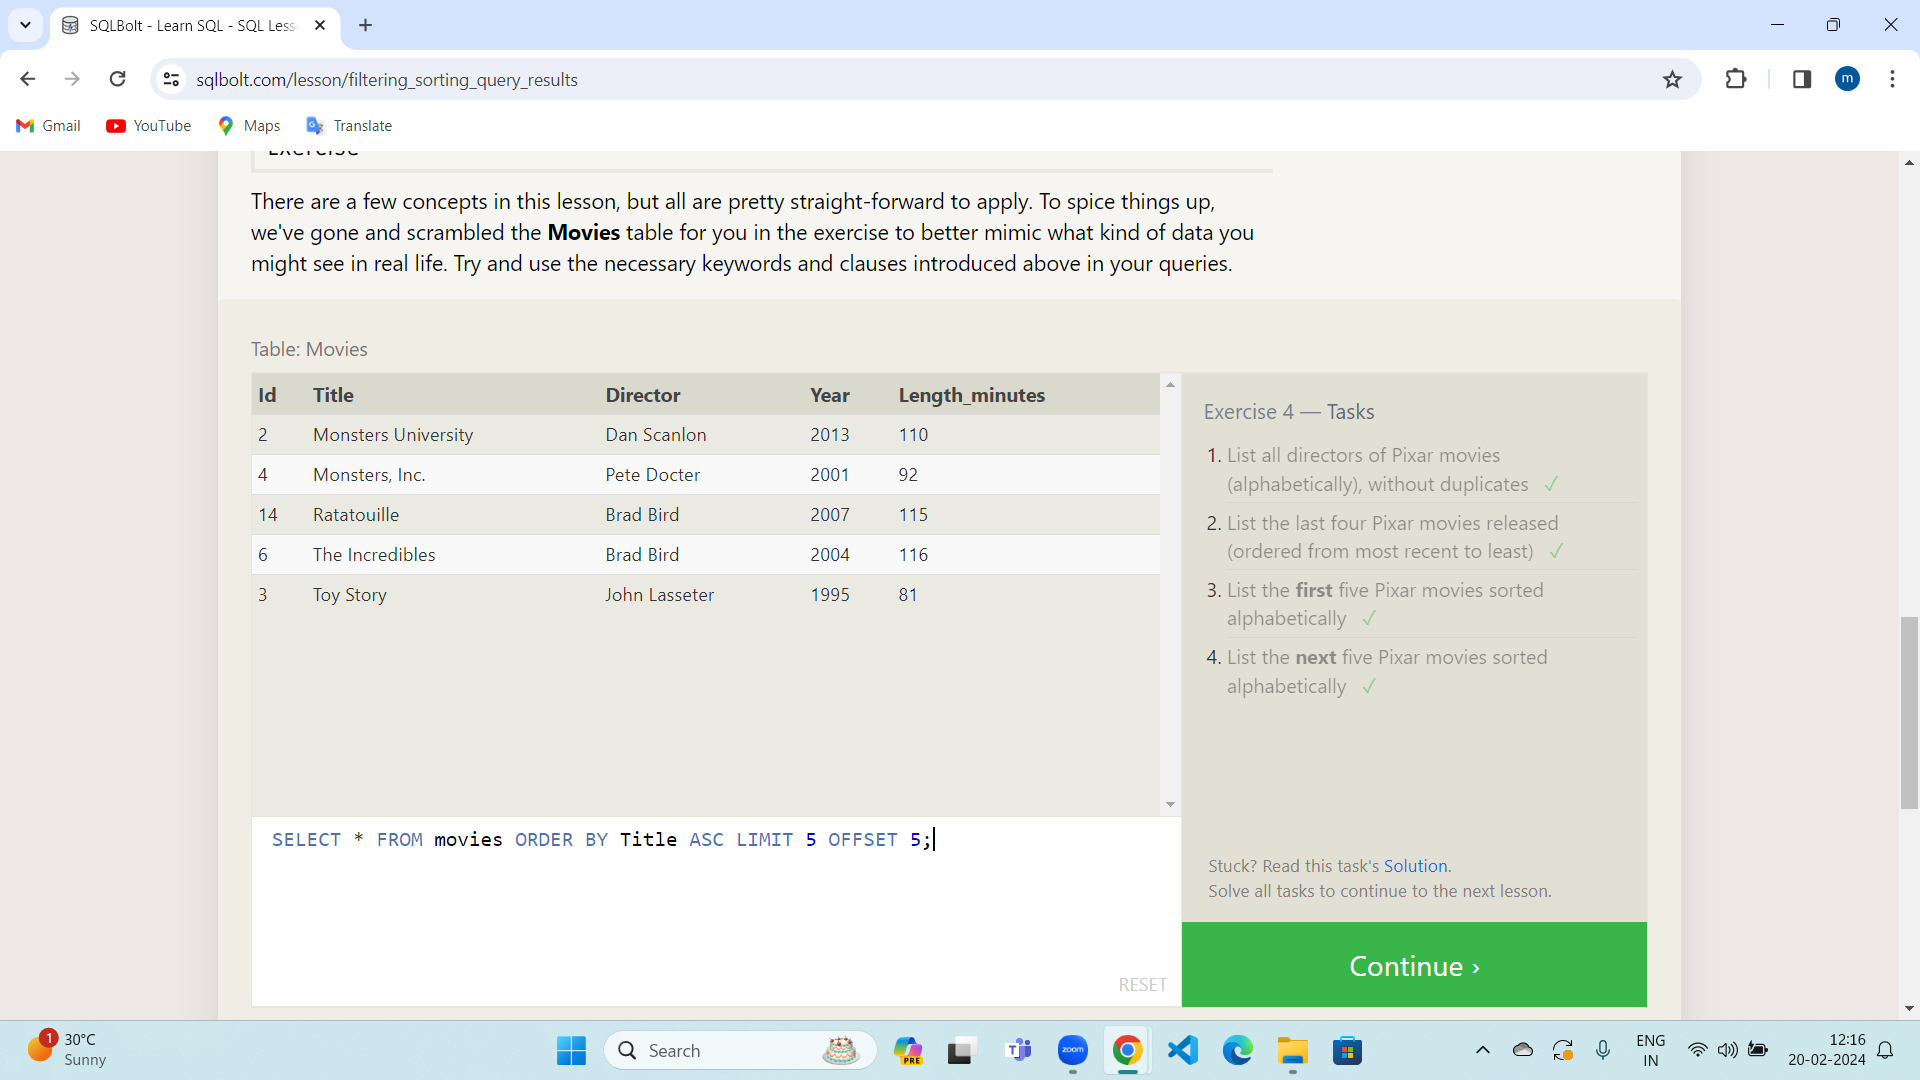 SQLBolt - Learn SQL - SQL Less
sqlbolt.com/lesson/filtering_sorting_query_results
m
Gmail
YouTube
Maps
Translate
Exercise
There are a few concepts in this lesson, but all are pretty straight-forward to apply. To spice things up,
we've gone and scrambled the Movies table for you in the exercise to better mimic what kind of data you
might see in real life. Try and use the necessary keywords and clauses introduced above in your queries.
Table: Movies
Id Title Director Year Length_minutes
2 Monsters University Dan Scanlon 2013 110
4 Monsters, Inc. Pete Docter 2001 92
14 Ratatouille Brad Bird 2007 115
6 The Incredibles Brad Bird 2004 116
3 Toy Story John Lasseter 1995 81
SELECT * FROM movies ORDER BY Title ASC LIMIT 5 OFFSET 5;
RESET
Exercise 4 — Tasks
1. List all directors of Pixar movies
(alphabetically), without duplicates ✓
2. List the last four Pixar movies released
(ordered from most recent to least) ✓
3. List the first five Pixar movies sorted
alphabetically ✓
4. List the next five Pixar movies sorted
alphabetically ✓
Stuck? Read this task's Solution.
Solve all tasks to continue to the next lesson.
Continue ›
1
30°C
Sunny
Search
PRE
zoom
ENG
IN
12:16
20-02-2024